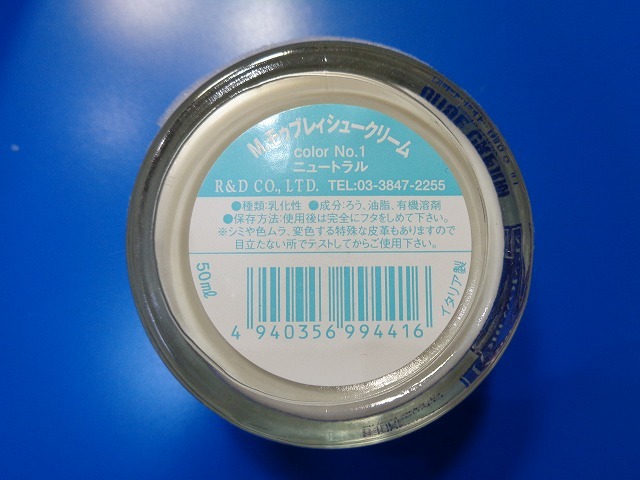 M.モゥブレィシュークリーム
color No.1
ニュートラル
R&D CO., LTD. TEL:03-3847-2255
●種類:乳化性 ●成分:ろう、油脂、有機溶剤
●保存方法:使用後は完全にフタをしめて下さい。
※シミや色ムラ、変色する特殊な皮革もありますので
目立たない所でテストしてからご使用下さい。
50ml
イタリア製
4 940356 994416